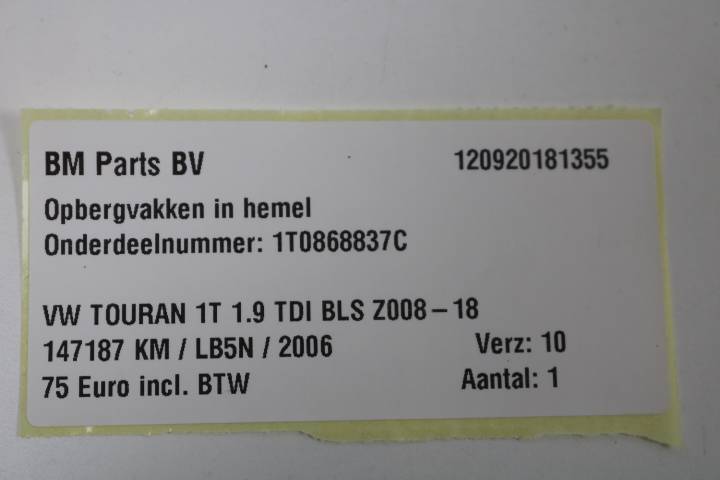 BM Parts BV 120920181355
Opbergvakken in hemel
Onderdeelnummer: 1T0868837C
VW TOURAN 1T 1.9 TDI BLS Z008-18
147187 KM / LB5N / 2006 Verz: 10
75 Euro incl. BTW Aantal: 1